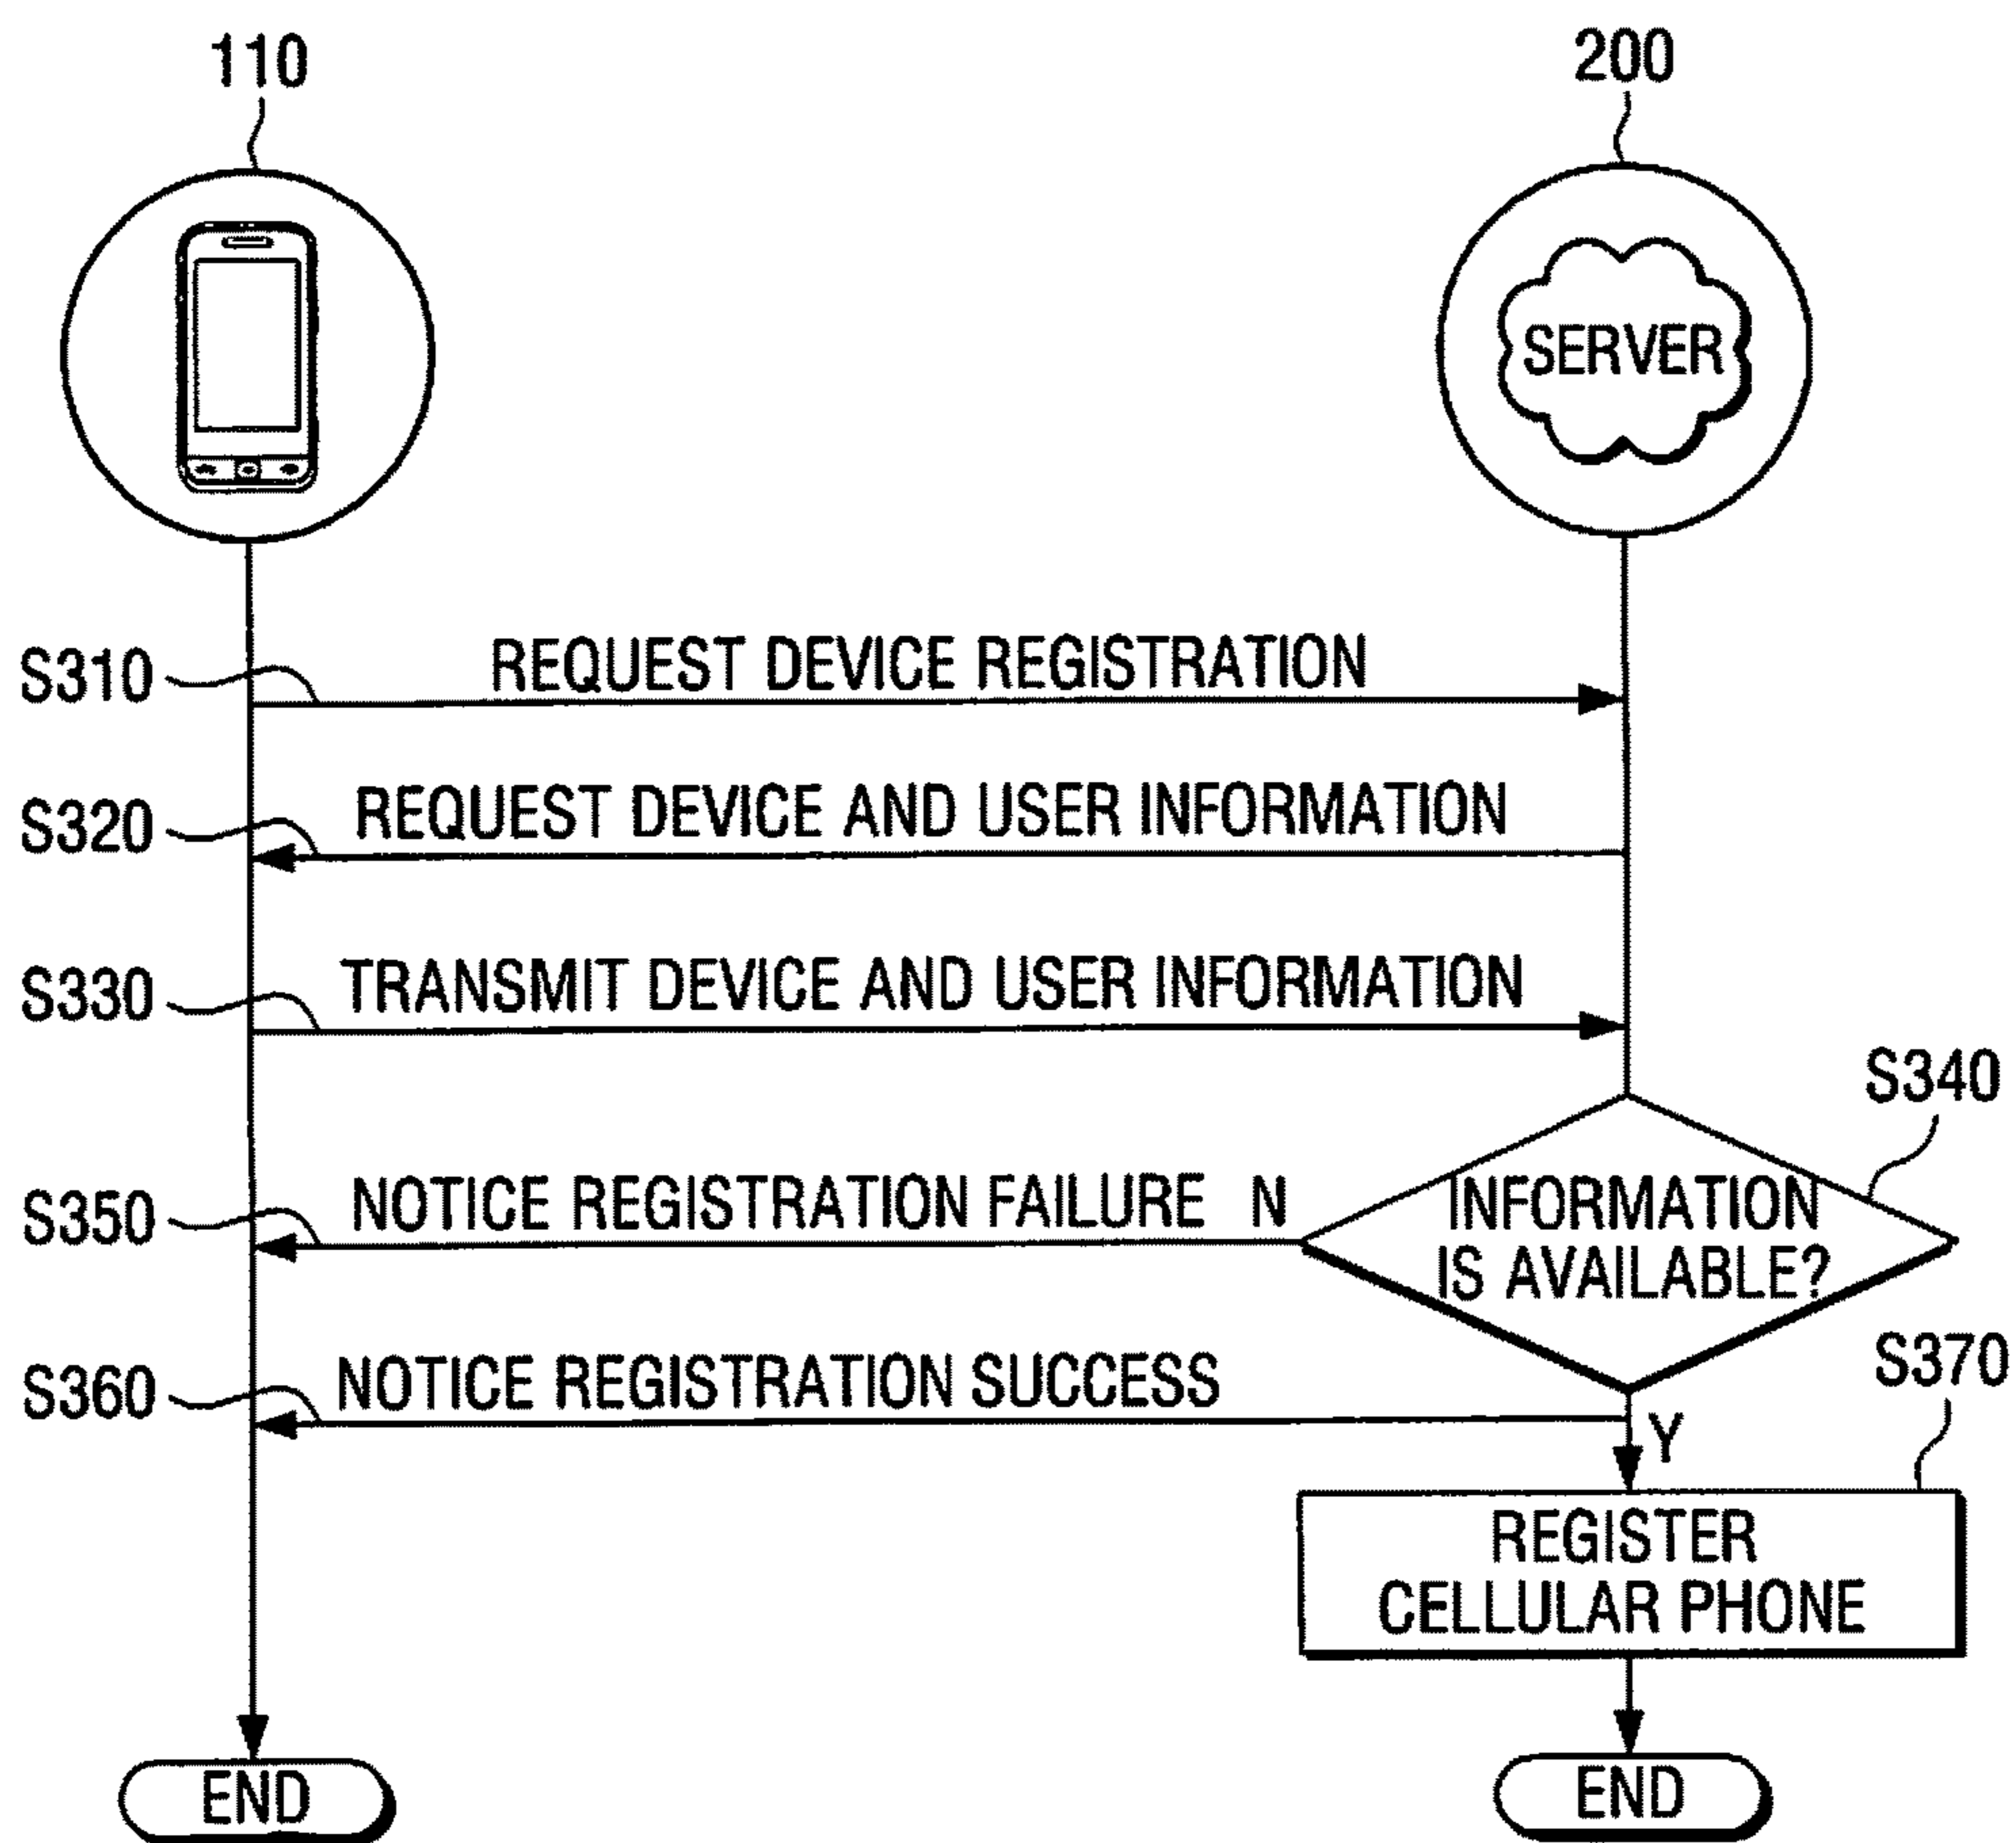 110
200
SERVER
S310
REQUEST DEVICE REGISTRATION
S320
REQUEST DEVICE AND USER INFORMATION
S330
TRANSMIT DEVICE AND USER INFORMATION
S340
S350
NOTICE REGISTRATION FAILURE N
INFORMATION
IS AVAILABLE?
S360
NOTICE REGISTRATION SUCCESS
S370
Y
REGISTER
CELLULAR PHONE
END
END